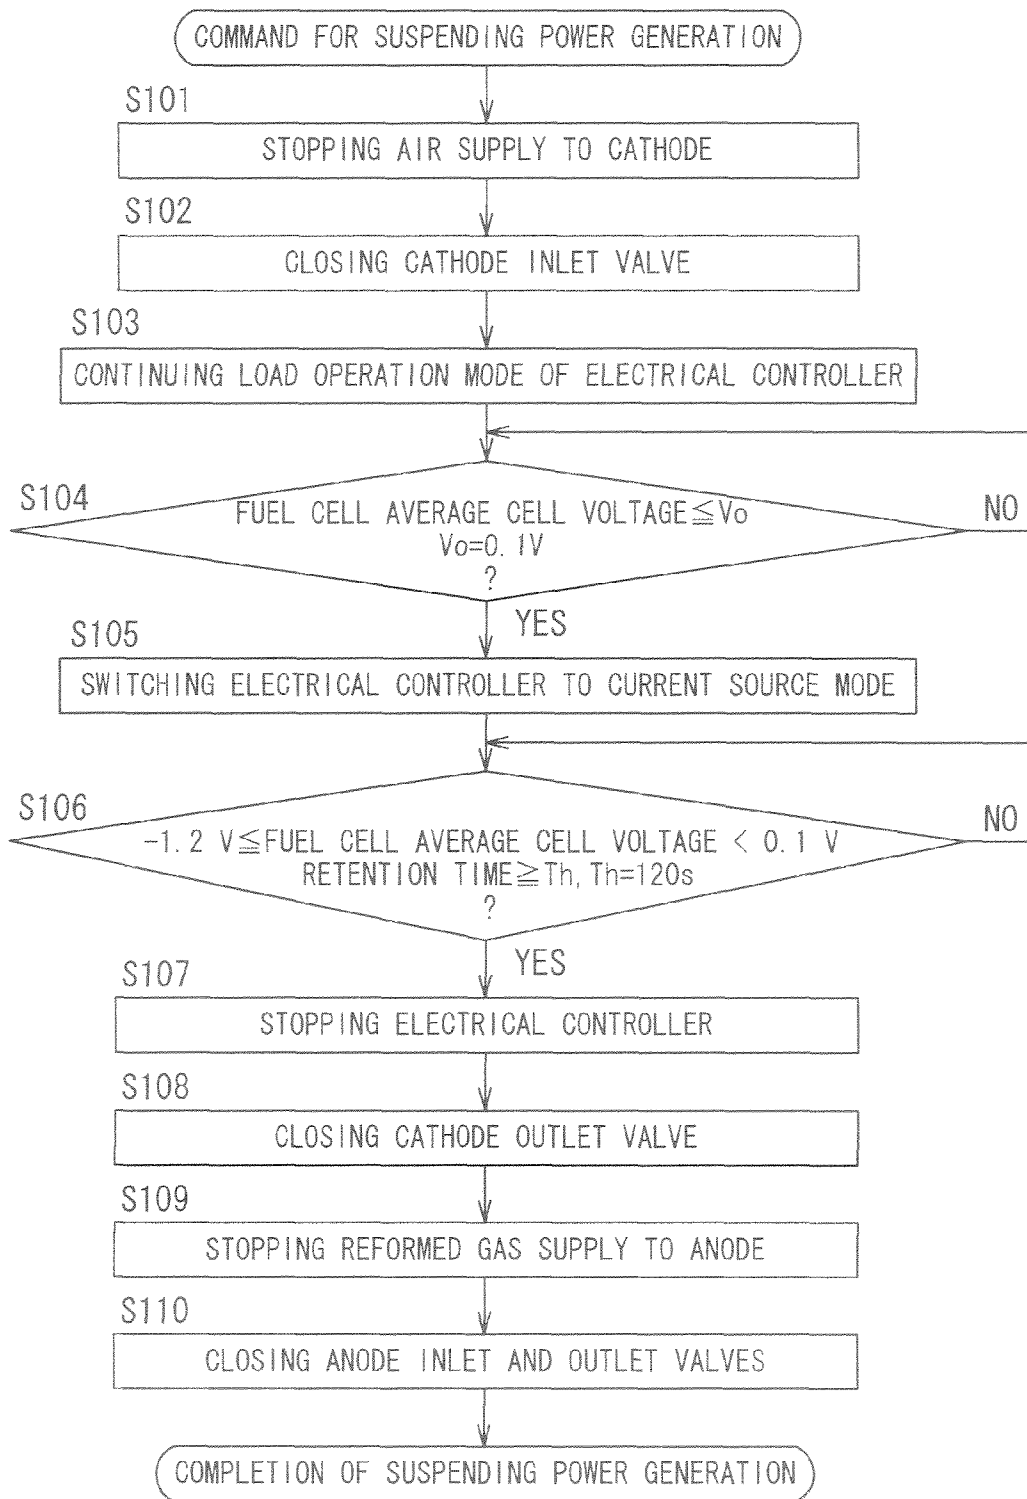 COMMAND FOR SUSPENDING POWER GENERATION
S101
STOPPING AIR SUPPLY TO CATHODE
S102
CLOSING CATHODE INLET VALVE
S103
CONTINUING LOAD OPERATION MODE OF ELECTRICAL CONTROLLER
S104
FUEL CELL AVERAGE CELL VOLTAGE≦Vo
Vo=0.1V
?
NO
YES
S105
SWITCHING ELECTRICAL CONTROLLER TO CURRENT SOURCE MODE
S106
-1.2 V≦FUEL CELL AVERAGE CELL VOLTAGE < 0.1 V
RETENTION TIME≧Th, Th=120s
?
NO
YES
S107
STOPPING ELECTRICAL CONTROLLER
S108
CLOSING CATHODE OUTLET VALVE
S109
STOPPING REFORMED GAS SUPPLY TO ANODE
S110
CLOSING ANODE INLET AND OUTLET VALVES
COMPLETION OF SUSPENDING POWER GENERATION